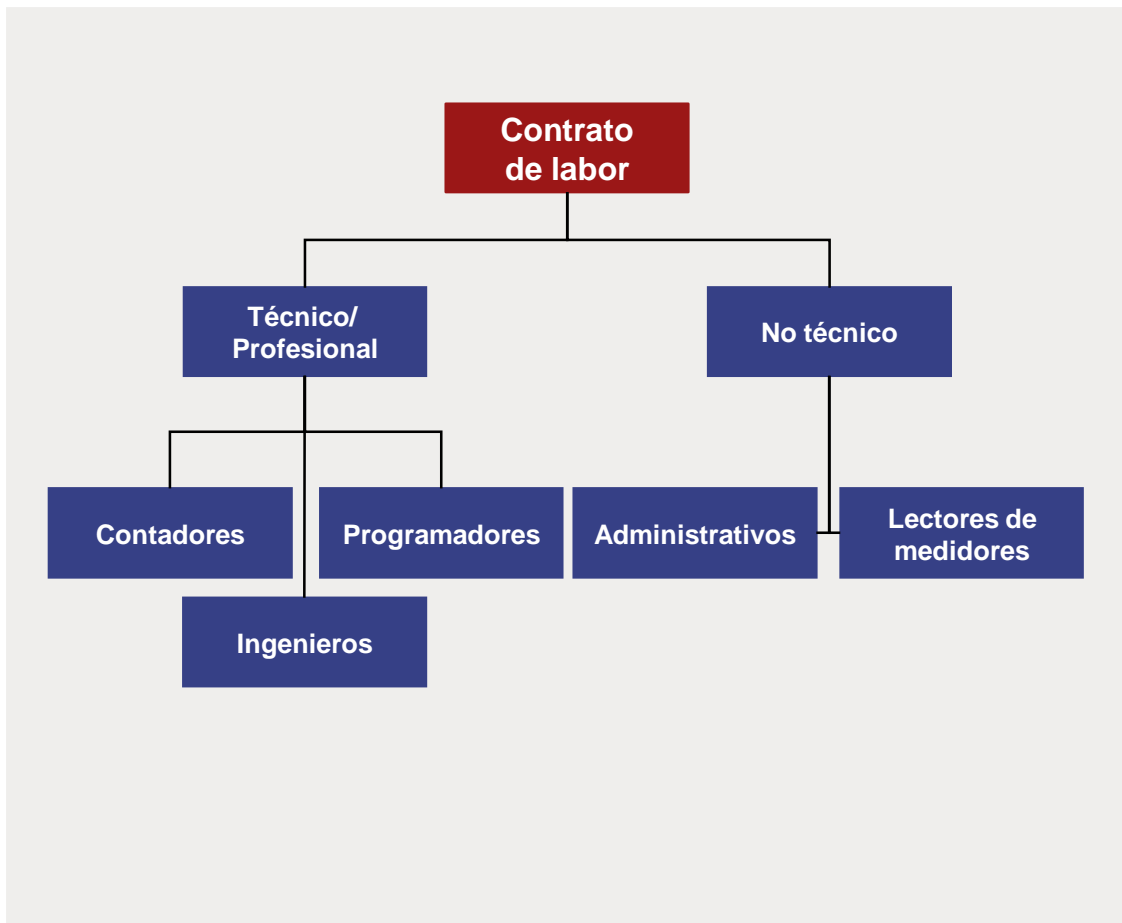 Contrato
de labor
Técnico/
Profesional
No técnico
Contadores
Programadores
Administrativos
Lectores de
medidores
Ingenieros